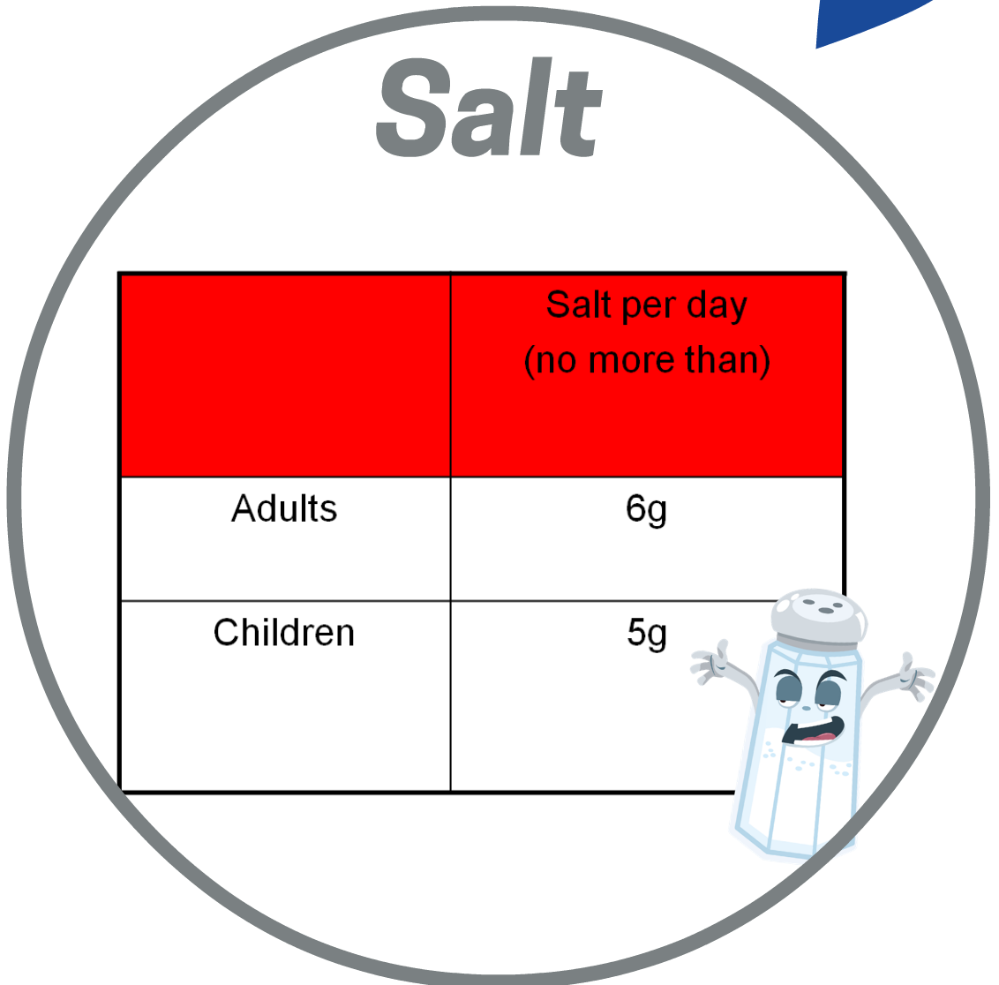 Salt
Salt per day
(no more than)
Adults 6g
Children 5g